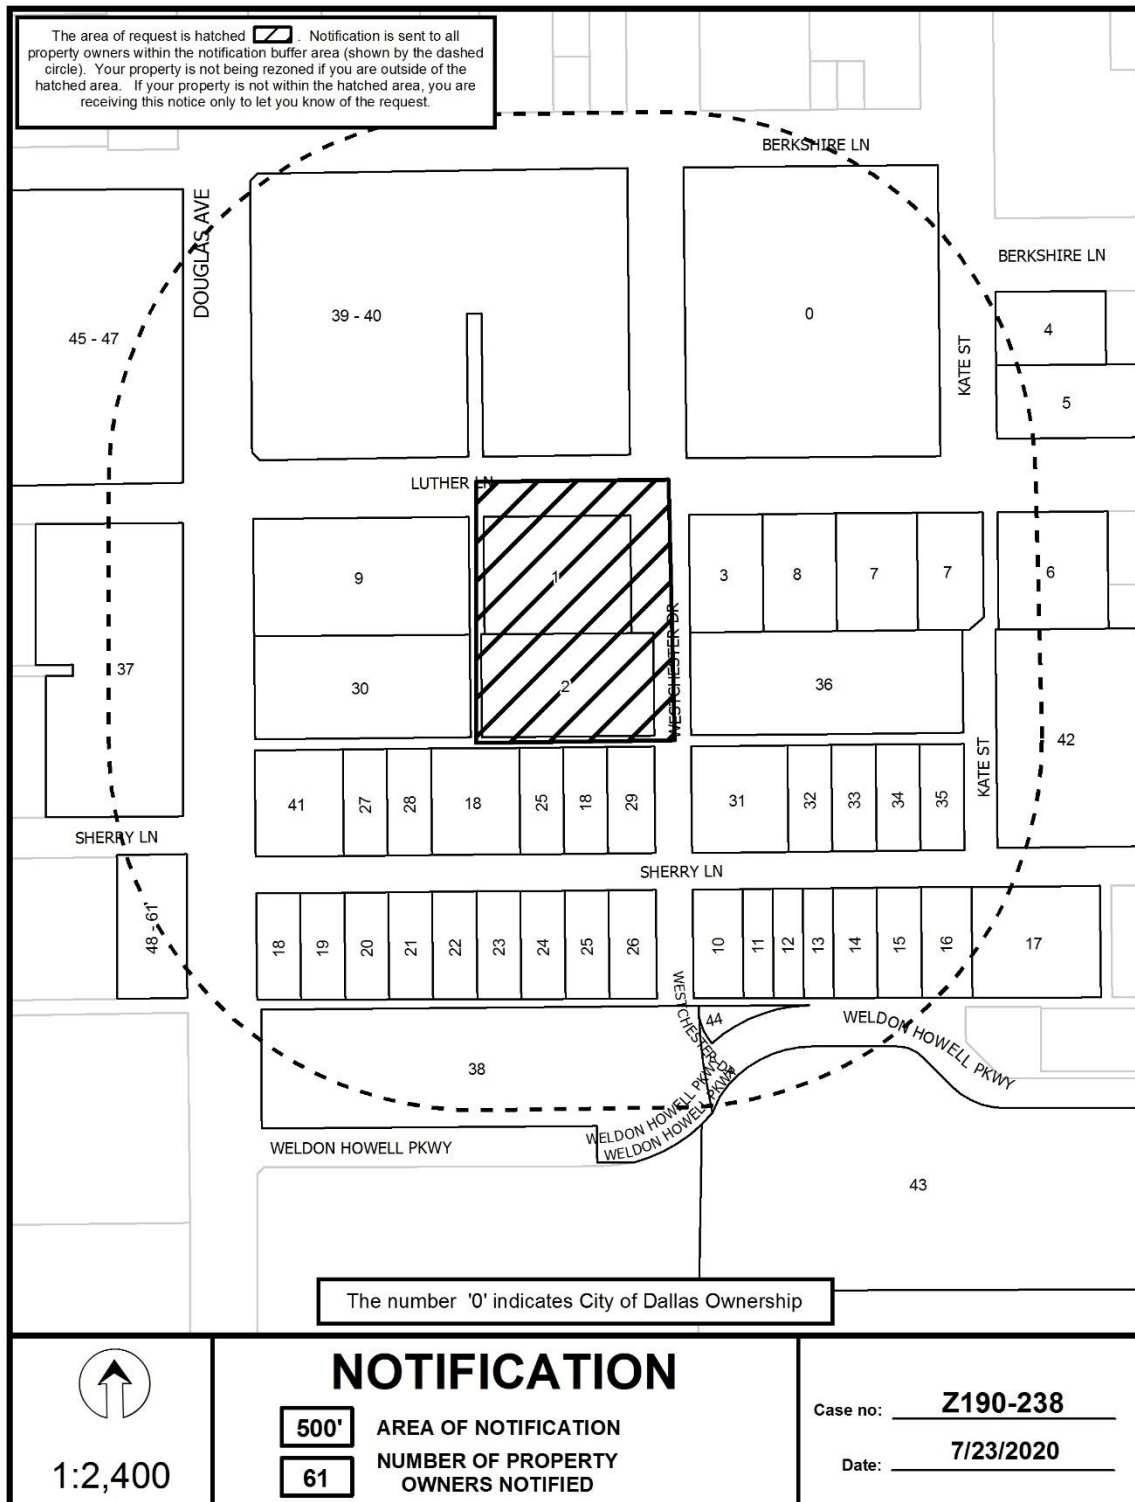 The area of request is hatched . Notification is sent to all
property owners within the notification buffer area (shown by the dashed
circle). Your property is not being rezoned if you are outside of the
hatched area. If your property is not within the hatched area, you are
receiving this notice only to let you know of the request.
BERKSHIRE LN
DOUGLAS AVE
BERKSHIRE LN
39 - 40
0
45 - 47
4
KATE ST
5
LUTHER LN
9
1
3
8
7
7
6
WESTCHESTER DR
37
30
2
36
42
KATE ST
41
27
28
18
25
18
29
31
32
33
34
35
SHERRY LN
SHERRY LN
48 - 61
18
19
20
21
22
23
24
25
26
10
11
12
13
14
15
16
17
WESTCHESTER DR
44
WELDON HOWELL PKWY
38
WELDON HOWELL PKWY
WELDON HOWELL PKWY
WELDON HOWELL PKWY
43
The number '0' indicates City of Dallas Ownership
1:2,400
NOTIFICATION
500' AREA OF NOTIFICATION
61 NUMBER OF PROPERTY
OWNERS NOTIFIED
Case no: Z190-238
Date: 7/23/2020